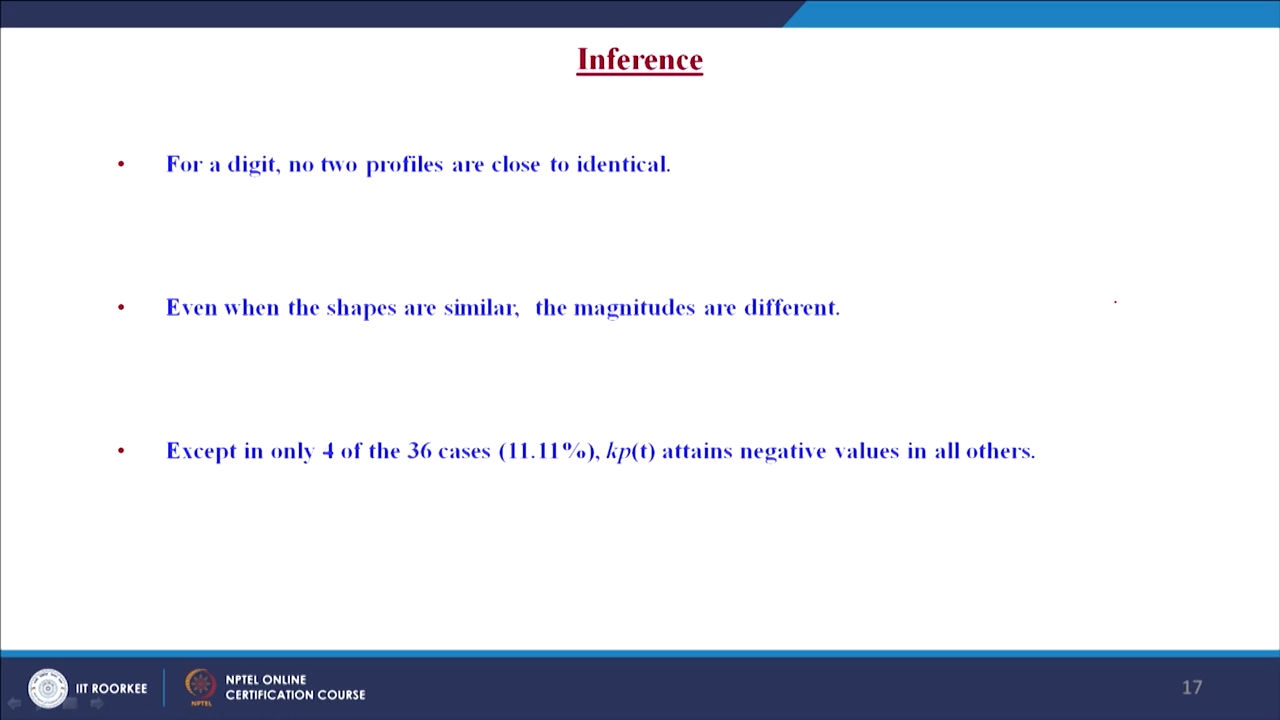 Inference
• For a digit, no two profiles are close to identical.
• Even when the shapes are similar, the magnitudes are different.
• Except in only 4 of the 36 cases (11.11%), kp(t) attains negative values in all others.
IIT ROORKEE
NPTEL
NPTEL ONLINE
CERTIFICATION COURSE
17